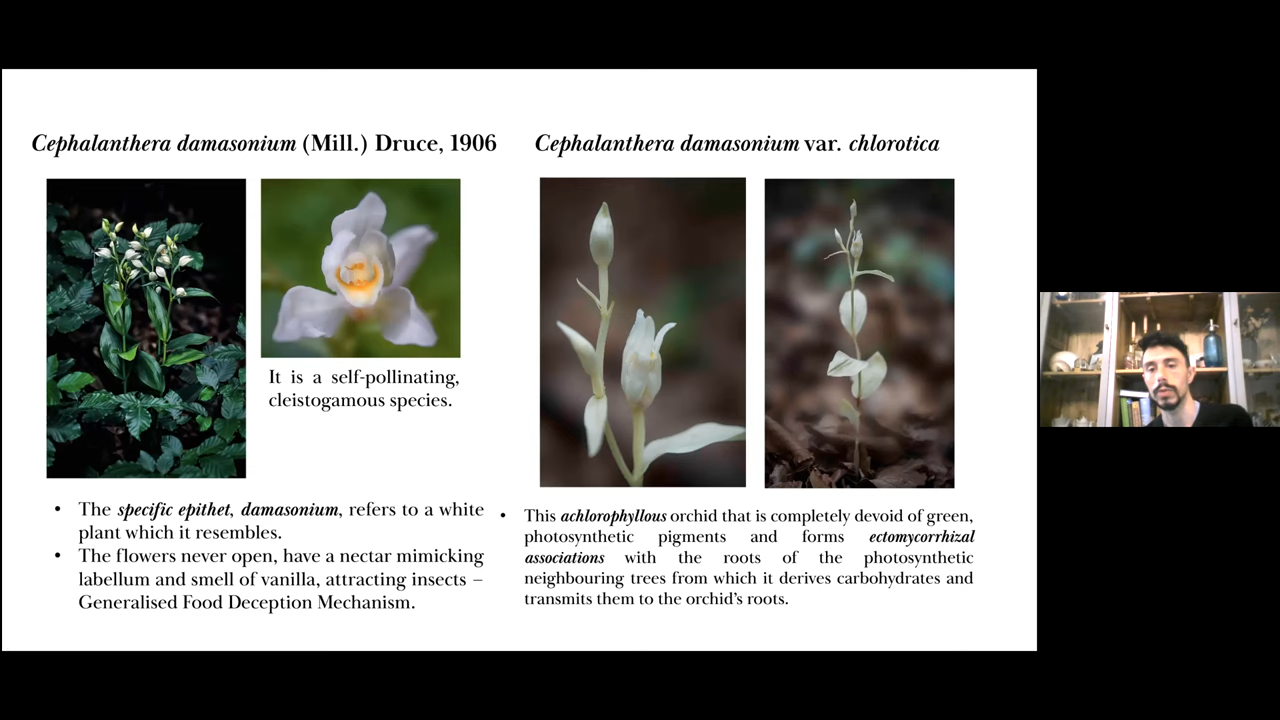 Cephalanthera damasonium (Mill.) Druce, 1906
It is a self-pollinating,
cleistogamous species.
• The specific epithet, damasonium, refers to a white
plant which it resembles.
• The flowers never open, have a nectar mimicking
labellum and smell of vanilla, attracting insects –
Generalised Food Deception Mechanism.
Cephalanthera damasonium var. chlorotica
• This achlorophyllous orchid that is completely devoid of green,
photosynthetic pigments and forms ectomycorrhizal
associations with the roots of the photosynthetic
neighbouring trees from which it derives carbohydrates and
transmits them to the orchid's roots.